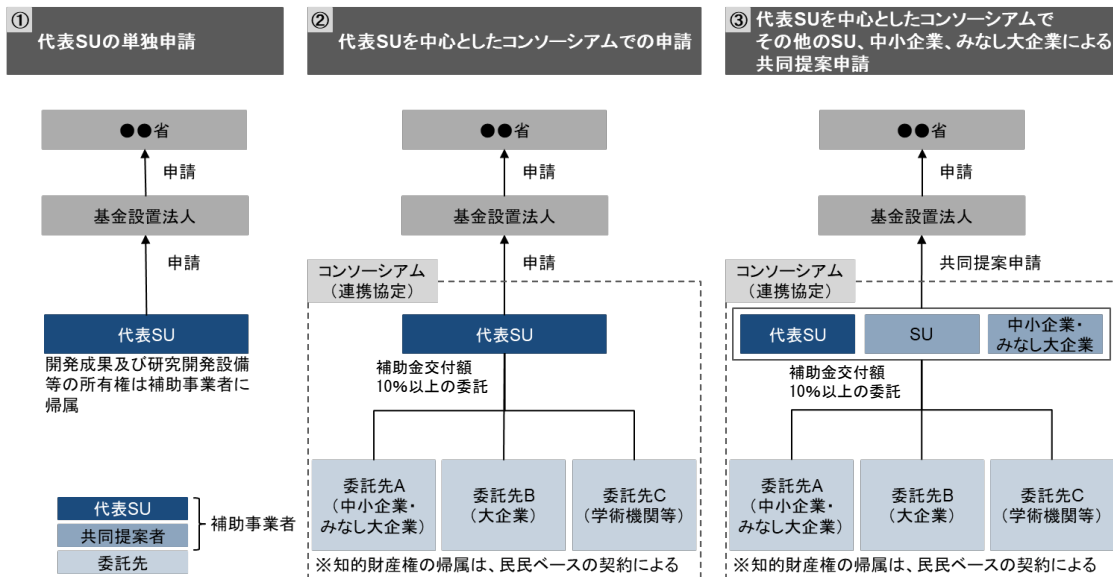 ①
代表SUの単独申請
●●省
申請
基金設置法人
申請
代表SU
開発成果及び研究開発設備
等の所有権は補助事業者に
帰属
代表SU
共同提案者
委託先
補助事業者
②
代表SUを中心としたコンソーシアムでの申請
●●省
申請
基金設置法人
申請
コンソーシアム
（連携協定）
代表SU
補助金交付額
10%以上の委託
委託先A
（中小企業・
みなし大企業）
委託先B
（大企業）
委託先C
（学術機関等）
※知的財産権の帰属は、民民ベースの契約による
③
代表SUを中心としたコンソーシアムで
その他のSU、中小企業、みなし大企業による
共同提案申請
●●省
申請
基金設置法人
共同提案申請
コンソーシアム
（連携協定）
代表SU
SU
中小企業・
みなし大企業
補助金交付額
10%以上の委託
委託先A
（中小企業・
みなし大企業）
委託先B
（大企業）
委託先C
（学術機関等）
※知的財産権の帰属は、民民ベースの契約による